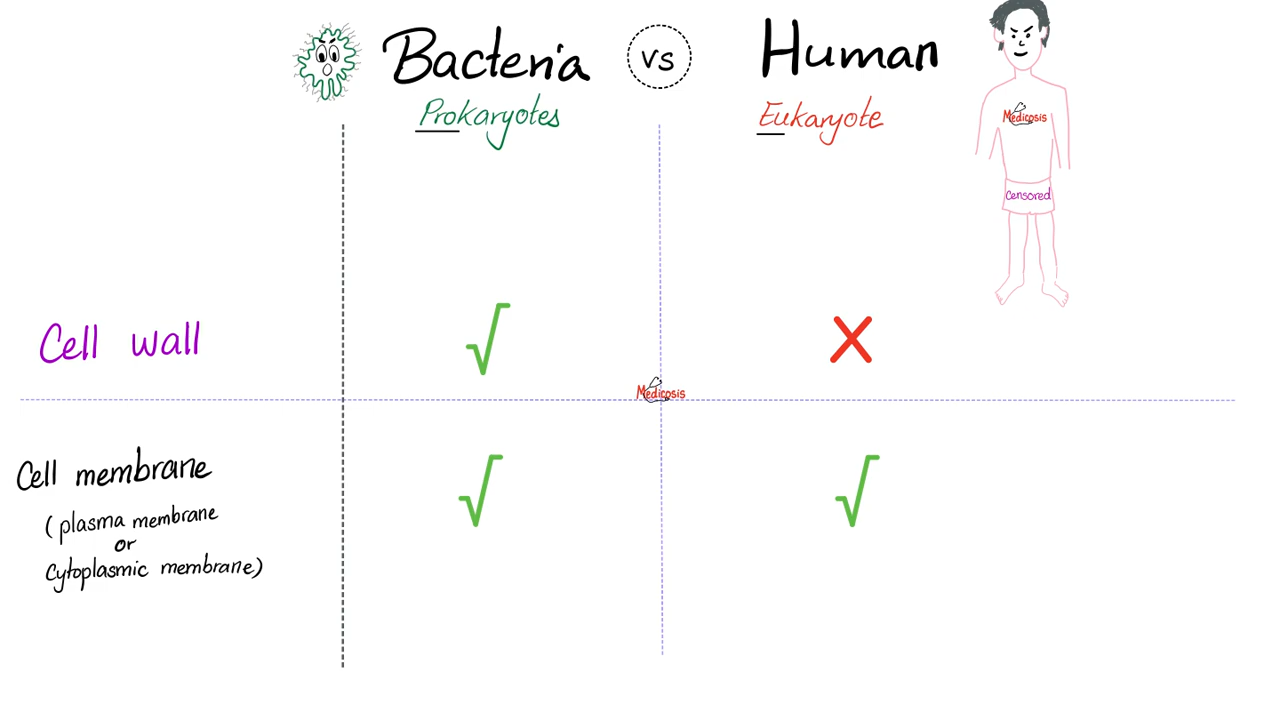 Bacteria vs Human
Prokaryotes Eukaryote
Medicosis
Censored
Cell wall √ X
Medicosis
Cell membrane √ √
(plasma membrane
or
Cytoplasmic membrane)